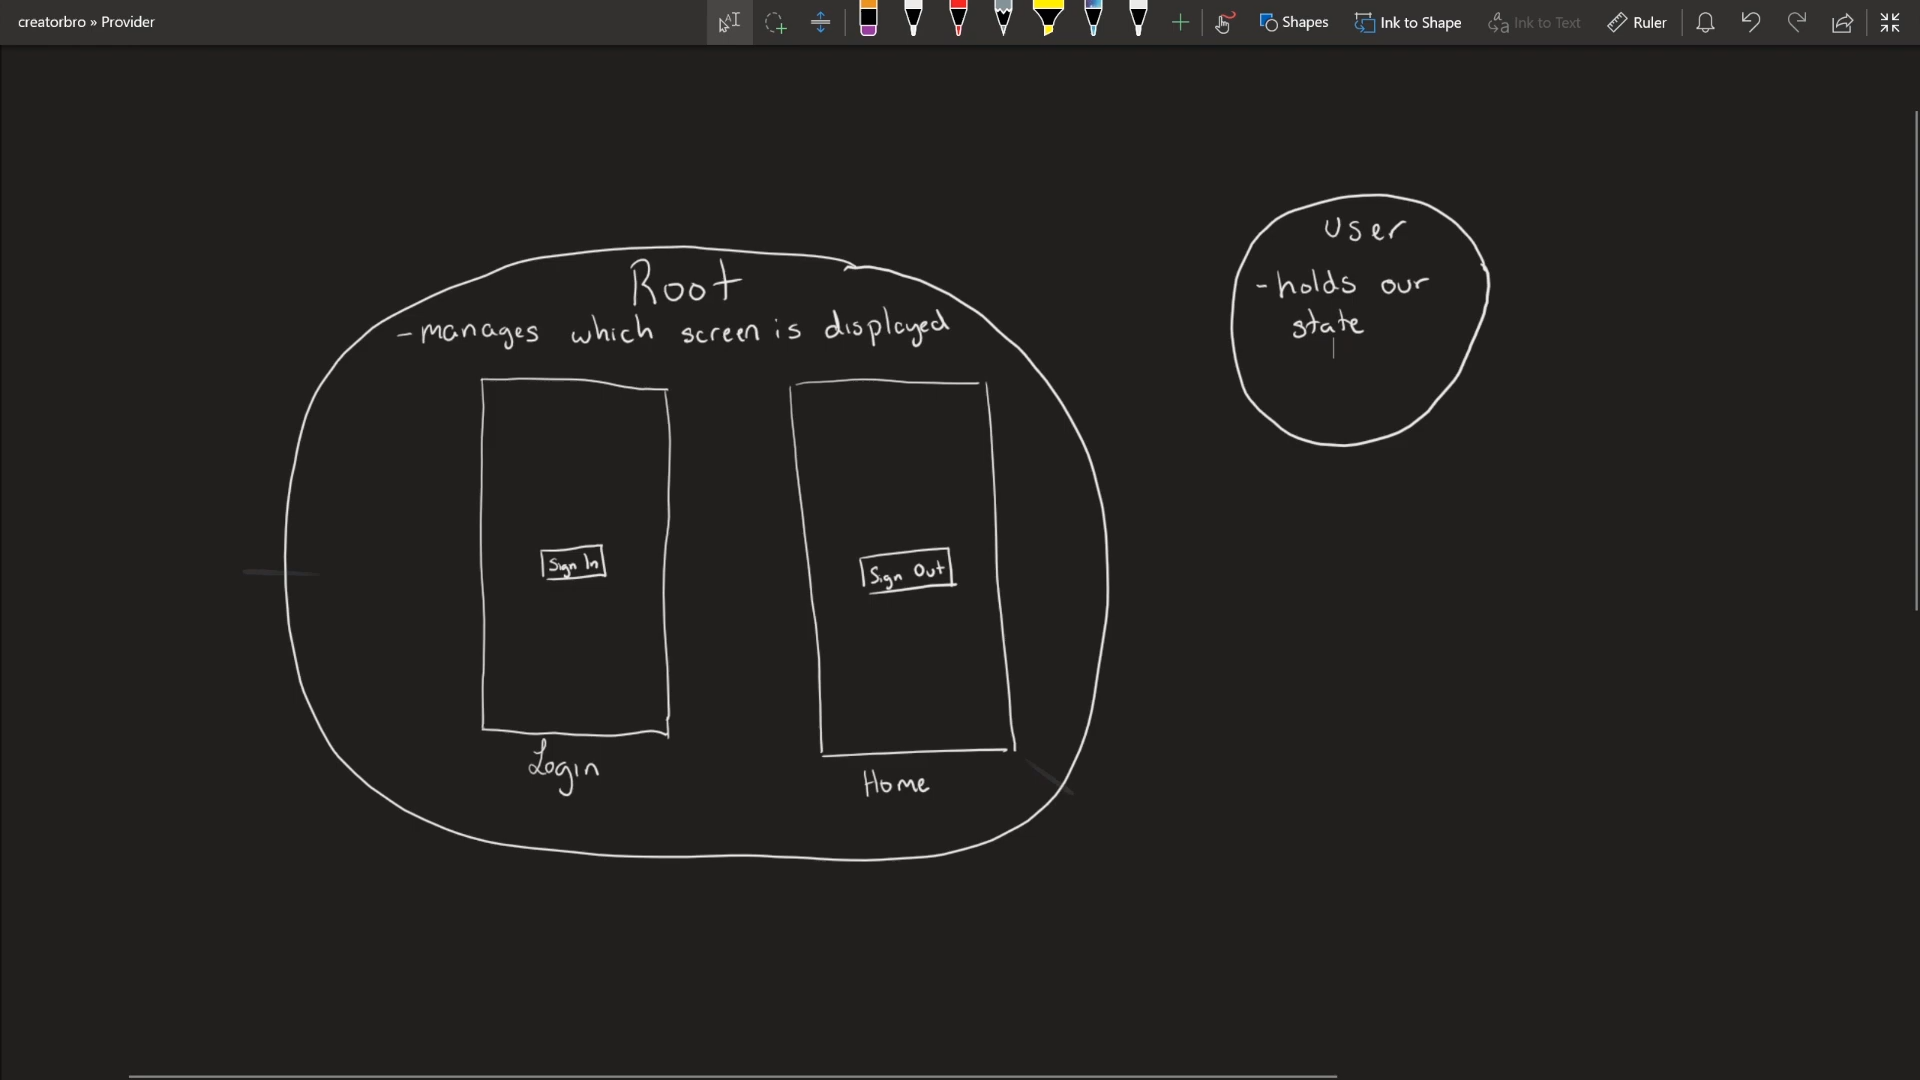 creatorbro » Provider
Shapes
Ink to Shape
Ink to Text
Ruler
User
- holds our
state
Root
- manages which screen is displayed
Sign In
Sign Out
Login
Home